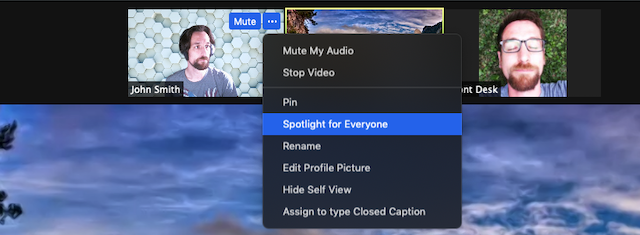 Mute ...
Mute My Audio
Stop Video
Pin
Spotlight for Everyone
Rename
Edit Profile Picture
Hide Self View
Assign to type Closed Caption
John Smith
nt Desk